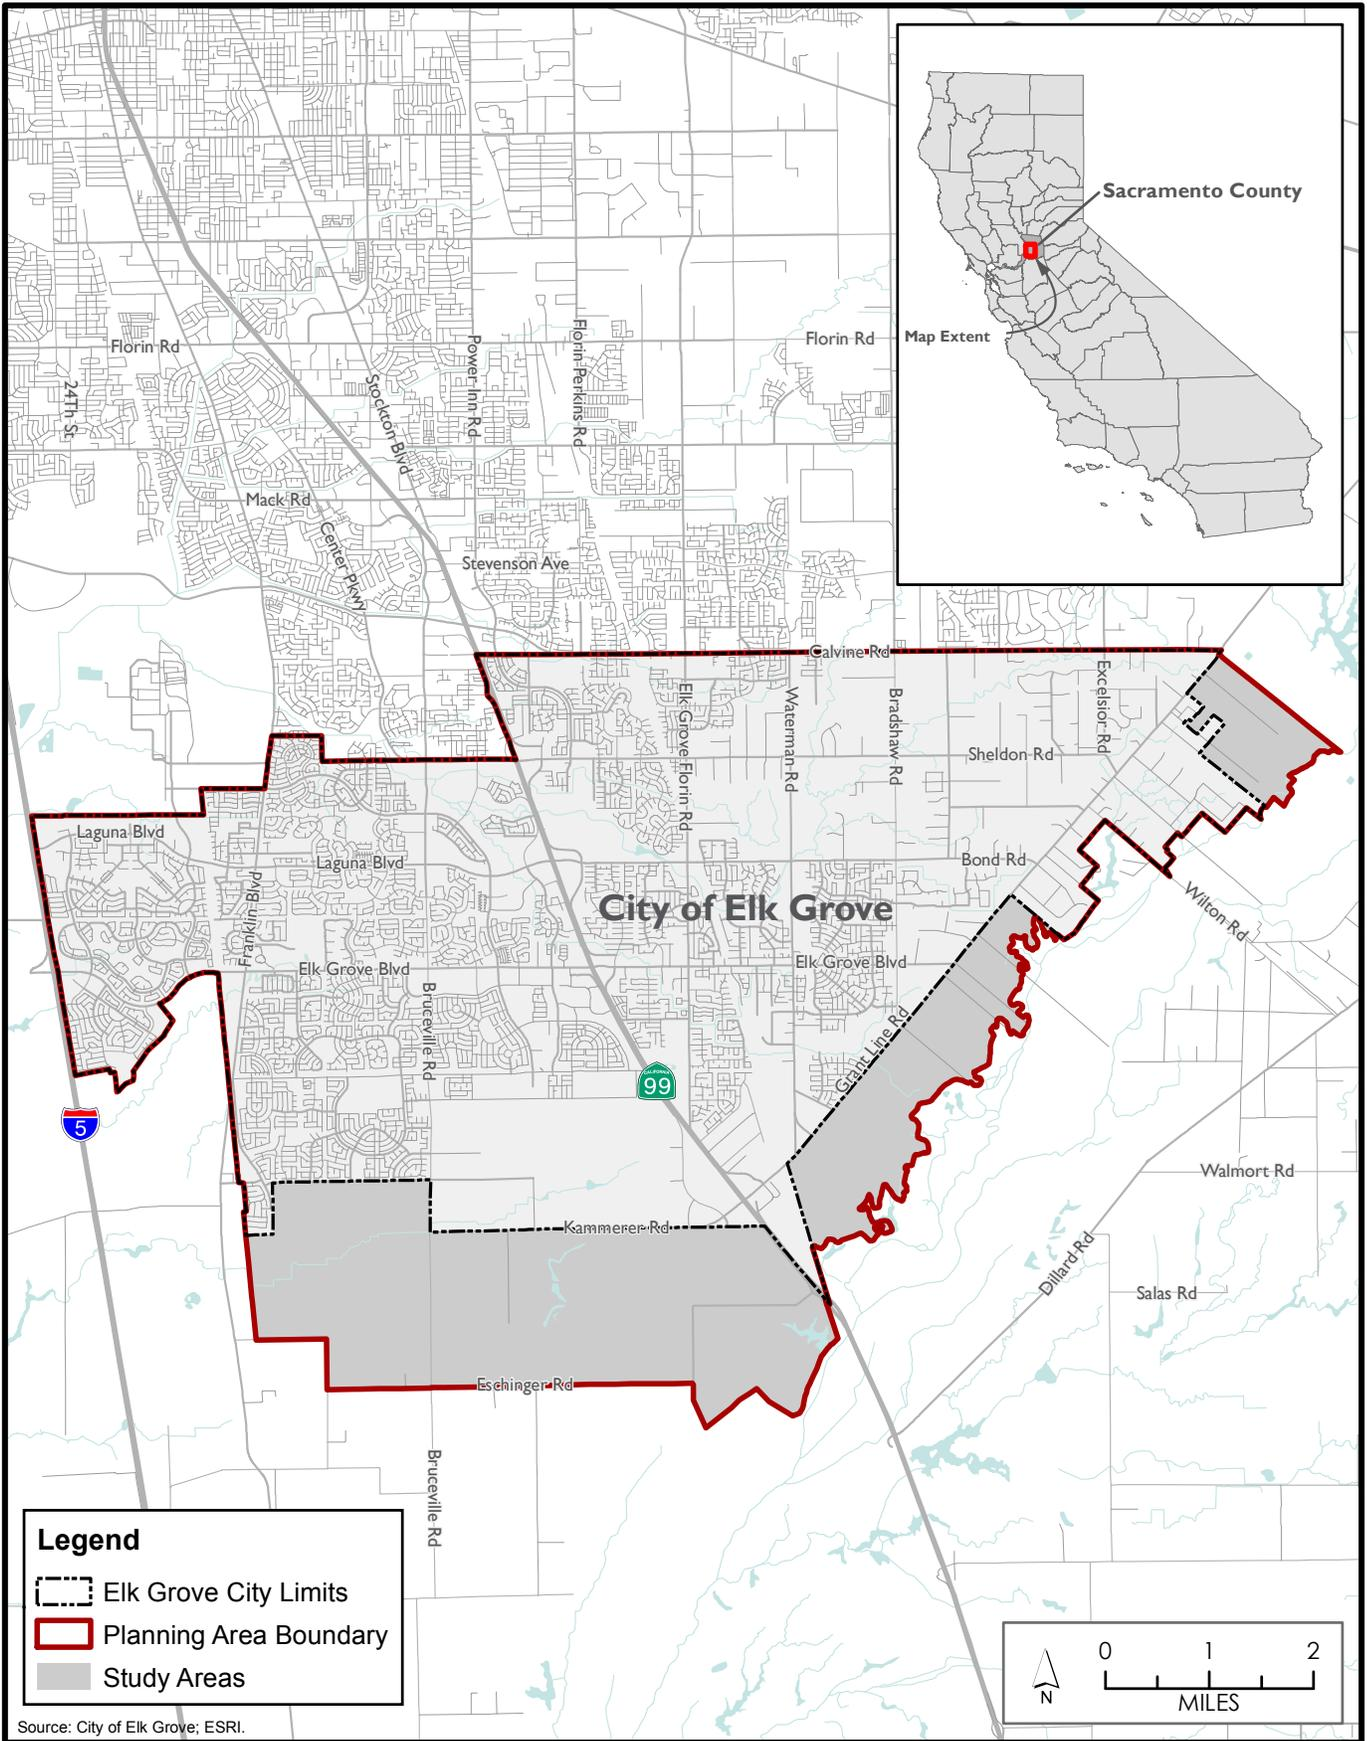 Sacramento County
Map Extent
Florin Rd
Florin Rd
24Th St
Stockton Blvd
Power Inn Rd
Florin Perkins Rd
Mack Rd
Center Pkwy
Stevenson Ave
Calvine Rd
Elk Grove Florin Rd
Waterman Rd
Bradshaw Rd
Excelsior Rd
Sheldon Rd
Laguna Blvd
Laguna Blvd
Bond Rd
Franklin Blvd
City of Elk Grove
Wilton Rd
Elk Grove Blvd
Elk Grove Blvd
Bruceville Rd
Grant Line Rd
CALIFORNIA
99
5
Walmort Rd
Kammerer Rd
Dillard Rd
Salas Rd
Eschinger Rd
Bruceville Rd
Legend
Elk Grove City Limits
Planning Area Boundary
Study Areas
Source: City of Elk Grove; ESRI.
N
0 1 2
MILES